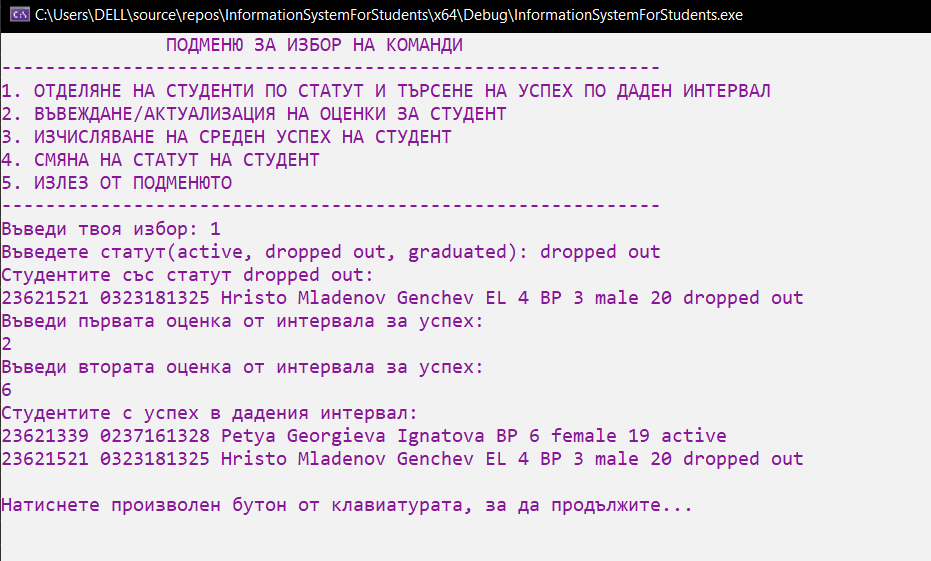 C:\Users\DELL\source\repos\InformationSystemForStudents\x64\Debug\InformationSystemForStudents.exe
ПОДМЕНЮ ЗА ИЗБОР НА КОМАНДИ
------------------------------------------------------------
1. ОТДЕЛЯНЕ НА СТУДЕНТИ ПО СТАТУТ И ТЪРСЕНЕ НА УСПЕХ ПО ДАДЕН ИНТЕРВАЛ
2. ВЪВЕЖДАНЕ/АКТУАЛИЗАЦИЯ НА ОЦЕНКИ ЗА СТУДЕНТ
3. ИЗЧИСЛЯВАНЕ НА СРЕДЕН УСПЕХ НА СТУДЕНТ
4. СМЯНА НА СТАТУТ НА СТУДЕНТ
5. ИЗЛЕЗ ОТ ПОДМЕНЮТО
------------------------------------------------------------
Въведи твоя избор: 1
Въведете статут(active, dropped out, graduated): dropped out
Студентите със статут dropped out:
23621521 0323181325 Hristo Mladenov Genchev EL 4 BP 3 male 20 dropped out
Въведи първата оценка от интервала за успех:
2
Въведи втората оценка от интервала за успех:
6
Студентите с успех в дадения интервал:
23621339 0237161328 Petya Georgieva Ignatova BP 6 female 19 active
23621521 0323181325 Hristo Mladenov Genchev EL 4 BP 3 male 20 dropped out
Натиснете произволен бутон от клавиатурата, за да продължите...